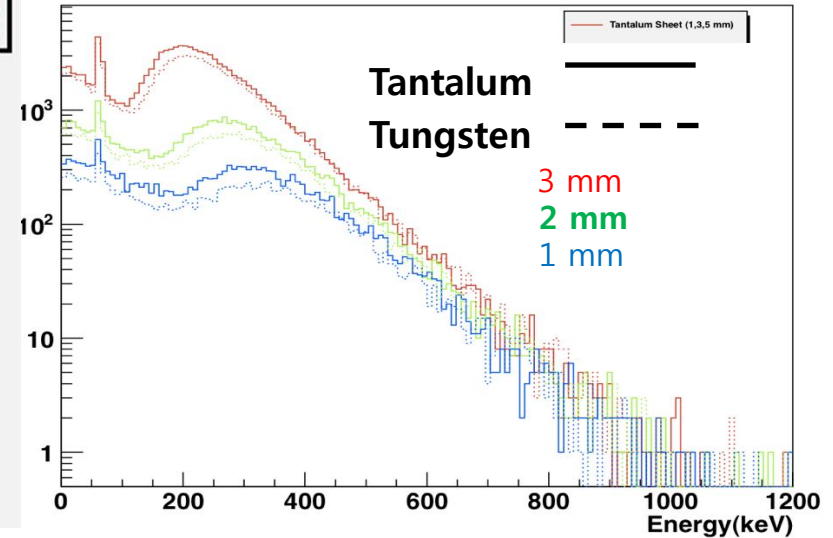 Tantalum Sheet (1,3,5 mm)
Tantalum
Tungsten
3 mm
2 mm
1 mm
10³
10²
10
1
0 200 400 600 800 1000 1200
Energy(keV)